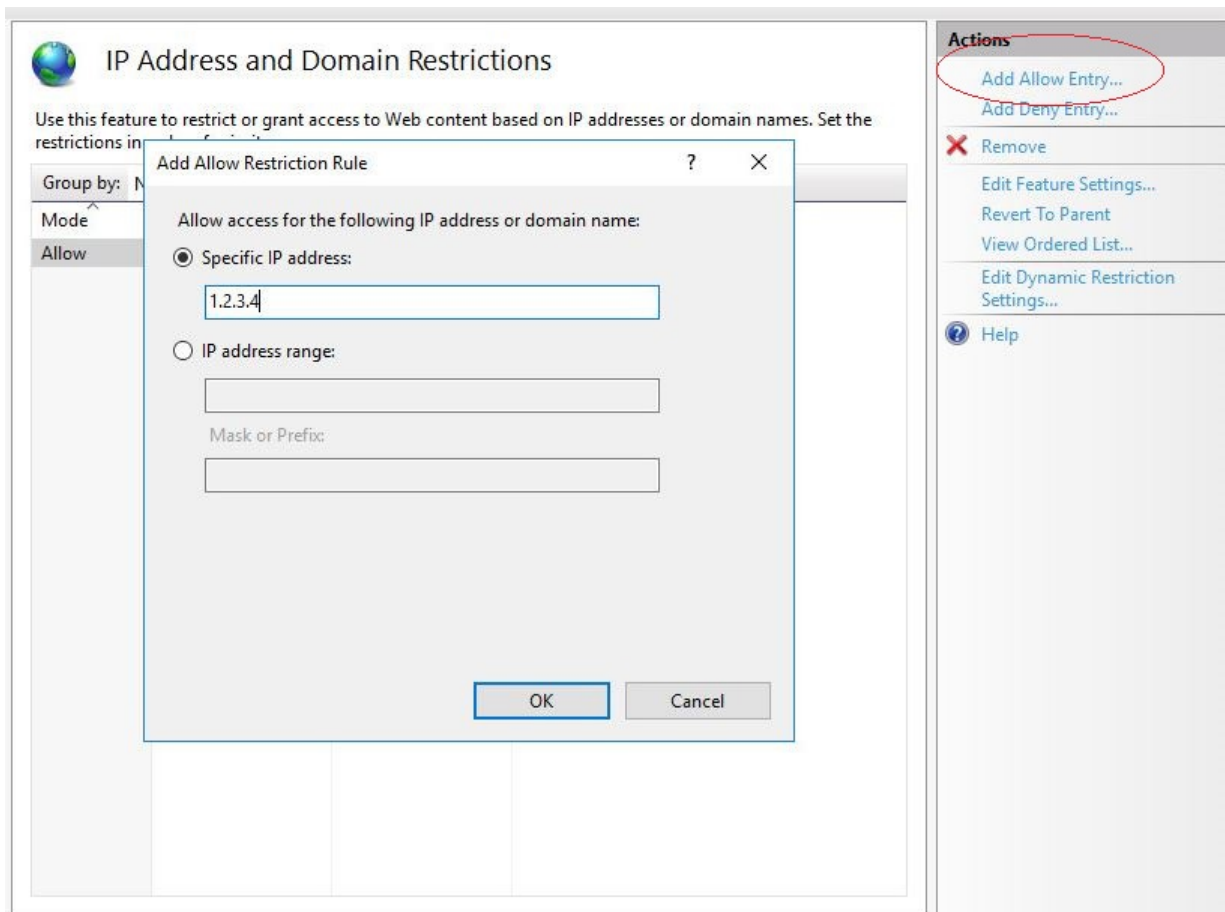 IP Address and Domain Restrictions
Use this feature to restrict or grant access to Web content based on IP addresses or domain names. Set the
restrictions in
Group by: N
Mode
Allow
Add Allow Restriction Rule ?
Allow access for the following IP address or domain name:
Specific IP address:
1.2.3.4
IP address range:
Mask or Prefix:
OK Cancel
Actions
Add Allow Entry...
Add Deny Entry...
Remove
Edit Feature Settings...
Revert To Parent
View Ordered List...
Edit Dynamic Restriction
Settings...
Help